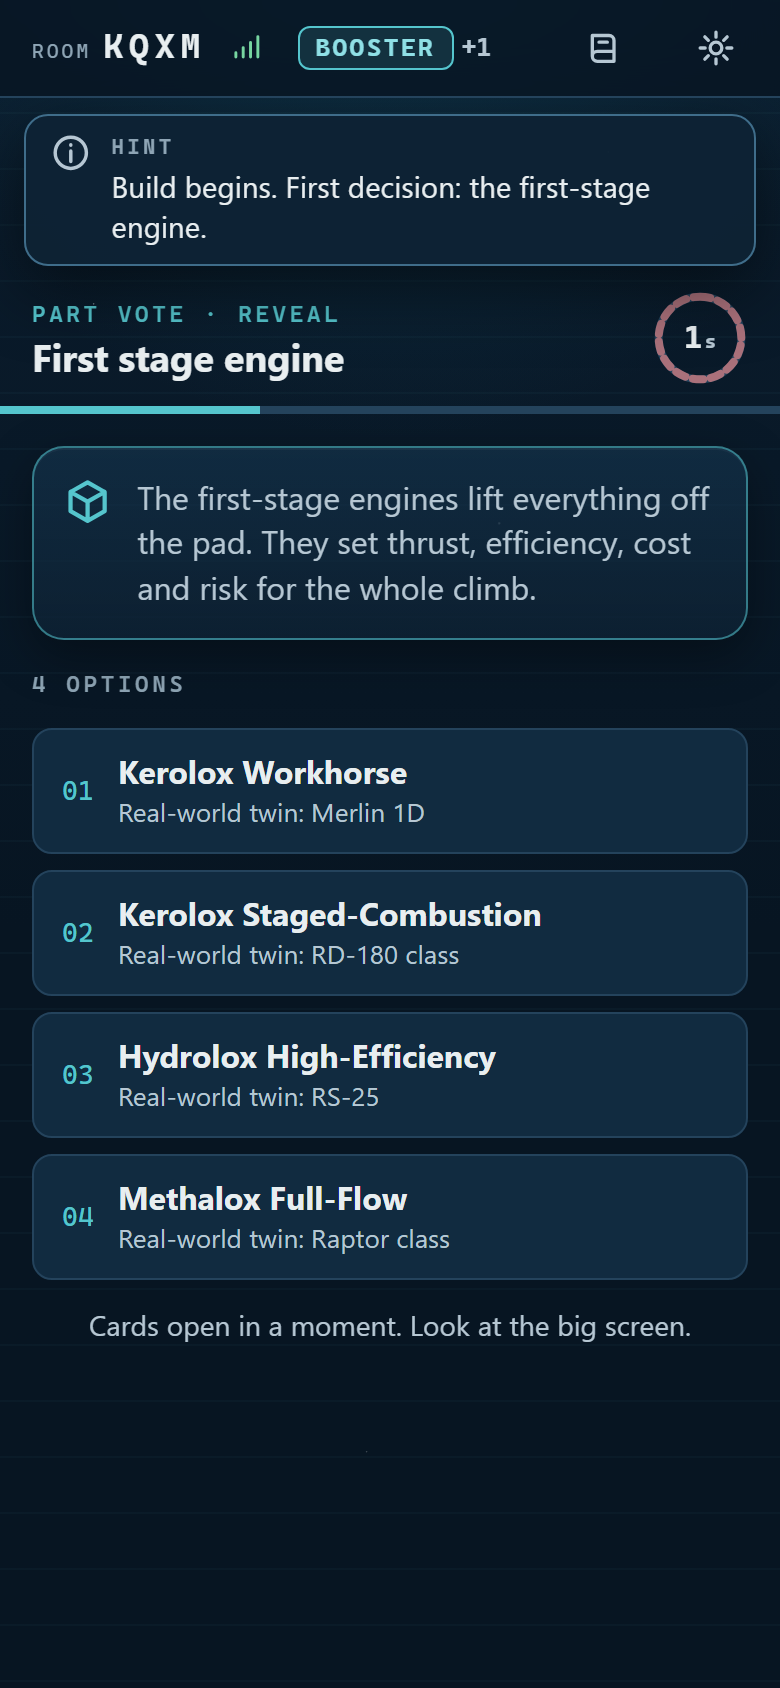 ROOM KQXM BOOSTER +1
HINT
Build begins. First decision: the first-stage
engine.
PART VOTE · REVEAL
First stage engine
1s
The first-stage engines lift everything off
the pad. They set thrust, efficiency, cost
and risk for the whole climb.
4 OPTIONS
01
Kerolox Workhorse
Real-world twin: Merlin 1D
02
Kerolox Staged-Combustion
Real-world twin: RD-180 class
03
Hydrolox High-Efficiency
Real-world twin: RS-25
04
Methalox Full-Flow
Real-world twin: Raptor class
Cards open in a moment. Look at the big screen.